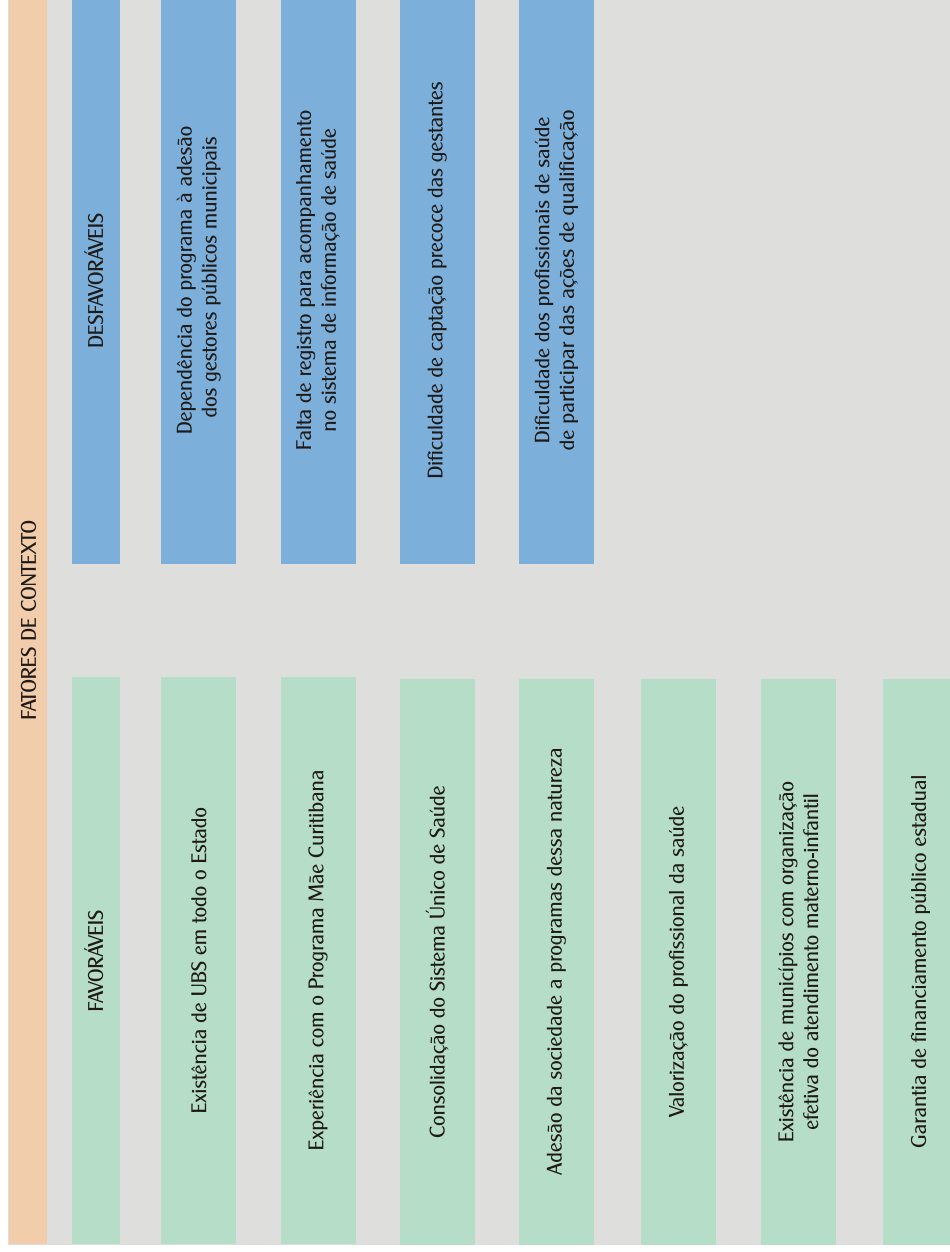 FATORES DE CONTEXTO
FAVORÁVEIS
Existência de UBS em todo o Estado
Experiência com o Programa Mãe Curitibana
Consolidação do Sistema Único de Saúde
Adesão da sociedade a programas dessa natureza
Valorização do profissional da saúde
Existência de municípios com organização
efetiva do atendimento materno-infantil
Garantia de financiamento público estadual
DESFAVORÁVEIS
Dependência do programa à adesão
dos gestores públicos municipais
Falta de registro para acompanhamento
no sistema de informação de saúde
Dificuldade de captação precoce das gestantes
Dificuldade dos profissionais de saúde
de participar das ações de qualificação